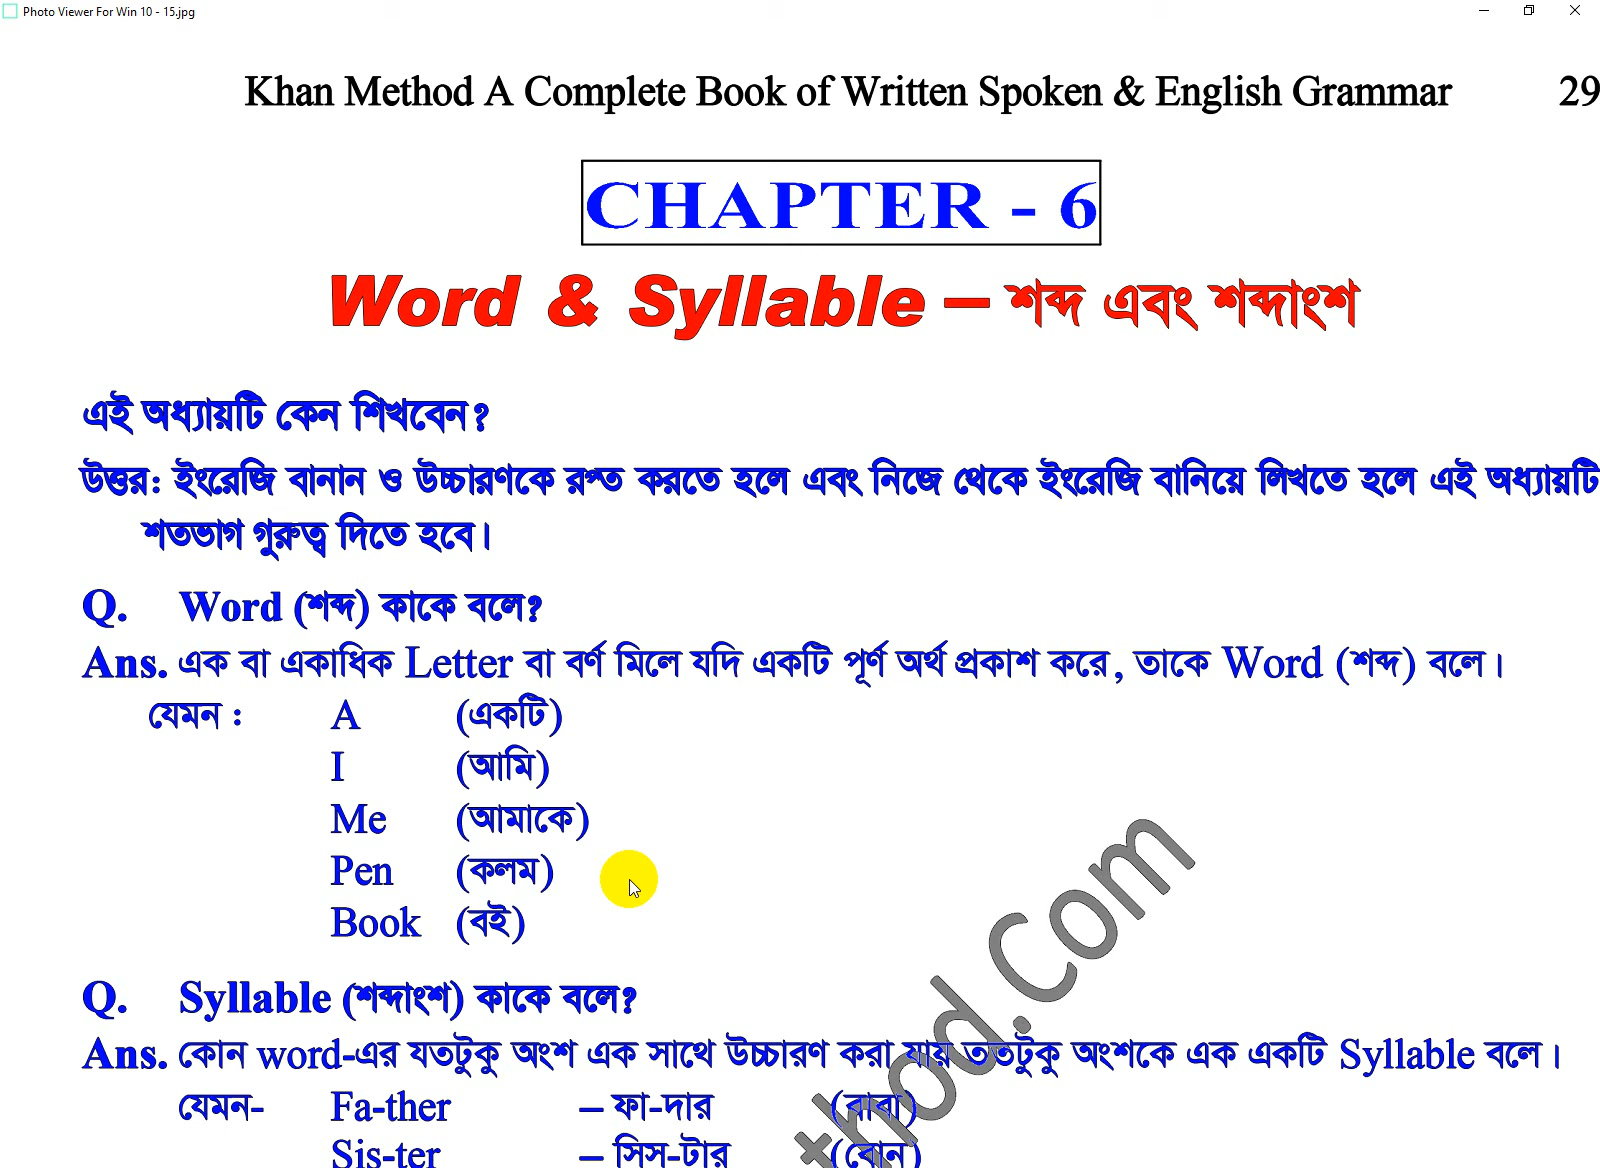 Photo Viewer For Win 10 - 15.jpg
Khan Method A Complete Book of Written Spoken & English Grammar 29
CHAPTER - 6
Word & Syllable – শব্দ এবং শব্দাংশ
এই অধ্যায়টি কেন শিখবেন?
উত্তর: ইংরেজি বানান ও উচ্চারণকে রপ্ত করতে হলে এবং নিজে থেকে ইংরেজি বানিয়ে লিখতে হলে এই অধ্যায়টি
শতভাগ গুরুত্ব দিতে হবে।
Q. Word (শব্দ) কাকে বলে?
Ans. এক বা একাধিক Letter বা বর্ণ মিলে যদি একটি পূর্ণ অর্থ প্রকাশ করে, তাকে Word (শব্দ) বলে।
যেমন : A (একটি)
I (আমি)
Me (আমাকে)
Pen (কলম)
Book (বই)
Q. Syllable (শব্দাংশ) কাকে বলে?
Ans. কোন word-এর যতটুকু অংশ এক সাথে উচ্চারণ করা যায় ততটুকু অংশকে এক একটি Syllable বলে।
যেমন- Fa-ther – ফা-দার (বাবা)
Sis-ter – সিস-টার (বোন)
thod.Com